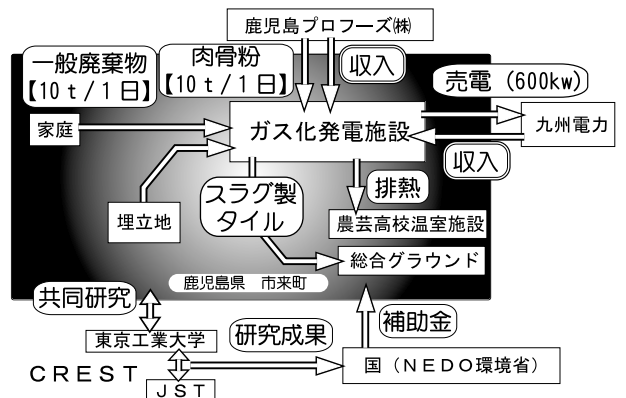 鹿児島プロフーズ㈱
一般廃棄物
【10ｔ/１日】
肉骨粉
【10ｔ/１日】
収入
売電（600kw）
家庭
ガス化発電施設
九州電力
収入
スラグ製
タイル
排熱
埋立地
農芸高校温室施設
総合グラウンド
鹿児島県　市来町
共同研究
補助金
東京工業大学
研究成果
国（ＮＥＤＯ環境省）
ＣＲＥＳＴ
ＪＳＴ